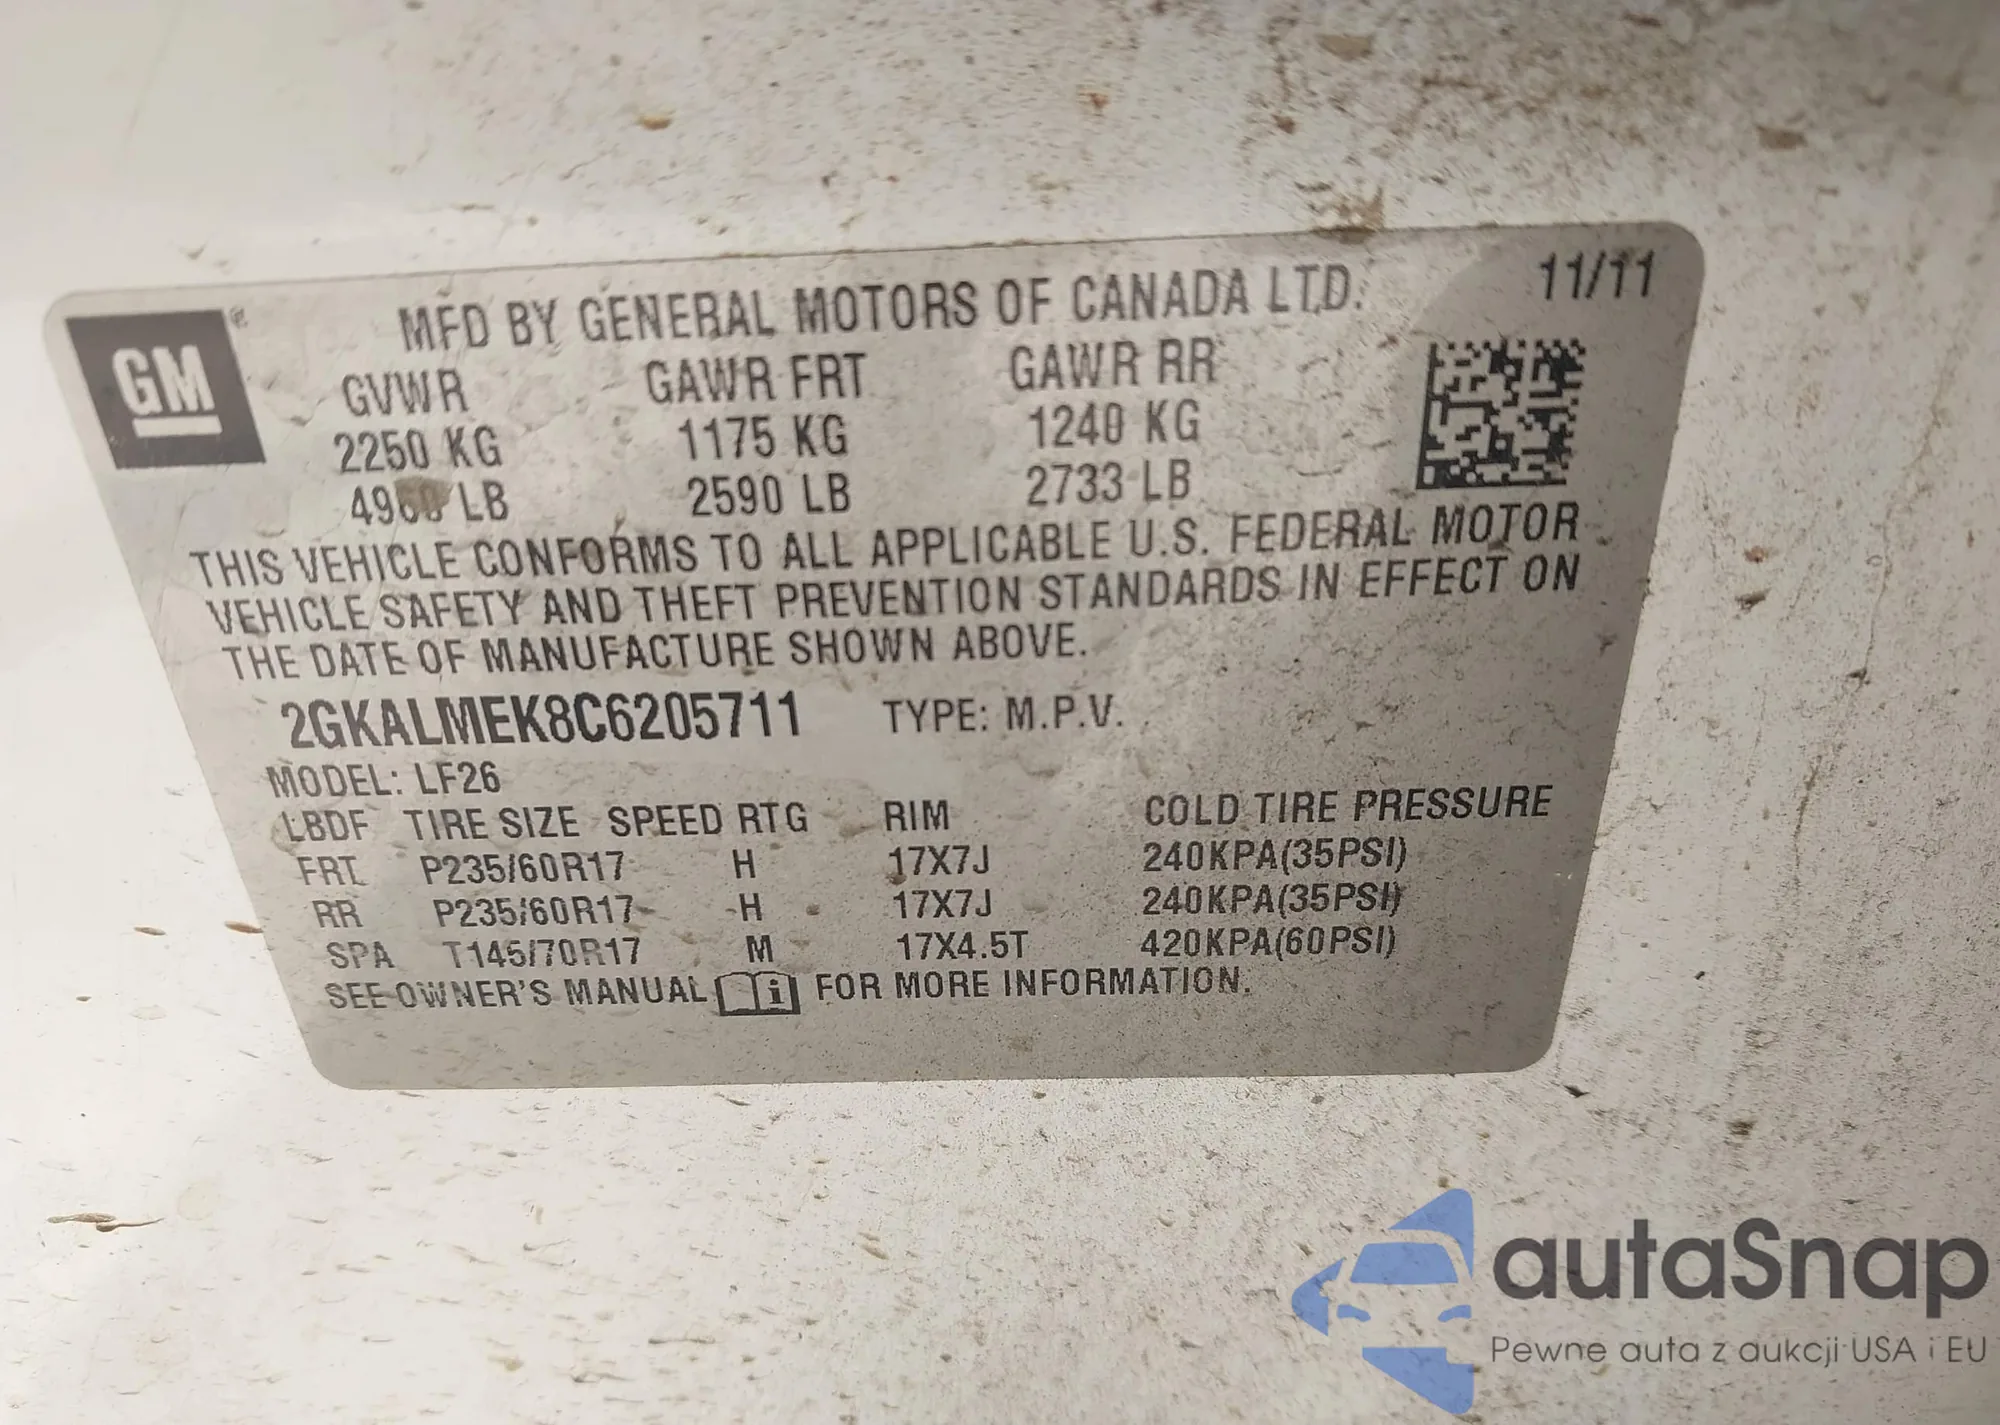 GM®
MFD BY GENERAL MOTORS OF CANADA LTD.
11/11
GVWR GAWR FRT GAWR RR
2250 KG 1175 KG 1240 KG
4960 LB 2590 LB 2733 LB
THIS VEHICLE CONFORMS TO ALL APPLICABLE U.S. FEDERAL MOTOR
VEHICLE SAFETY AND THEFT PREVENTION STANDARDS IN EFFECT ON
THE DATE OF MANUFACTURE SHOWN ABOVE.
2GKALMEK8C6205711 TYPE: M.P.V.
MODEL: LF26
LBDF TIRE SIZE SPEED RTG RIM COLD TIRE PRESSURE
FRT P235/60R17 H 17X7J 240KPA(35PSI)
RR P235/60R17 H 17X7J 240KPA(35PSI)
SPA T145/70R17 M 17X4.5T 420KPA(60PSI)
SEE OWNER'S MANUAL i FOR MORE INFORMATION.
autaSnap
Pewne auta z aukcji USA i EU